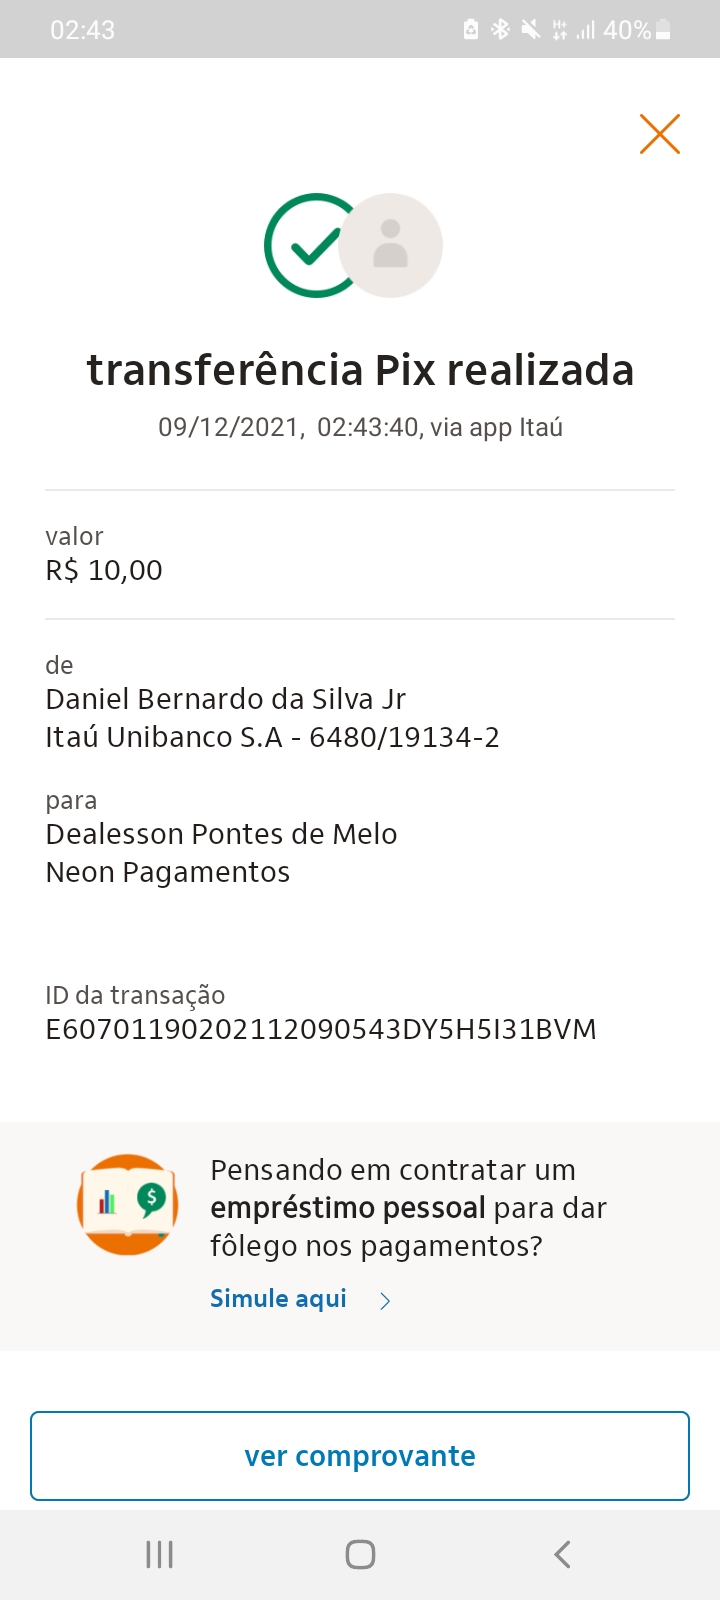 02:43
H+ 40%
transferência Pix realizada
09/12/2021, 02:43:40, via app Itaú
valor
R$ 10,00
de
Daniel Bernardo da Silva Jr
Itaú Unibanco S.A - 6480/19134-2
para
Dealesson Pontes de Melo
Neon Pagamentos
ID da transação
E60701190202112090543DY5H5I31BVM
$
Pensando em contratar um
empréstimo pessoal para dar
fôlego nos pagamentos?
Simule aqui
ver comprovante